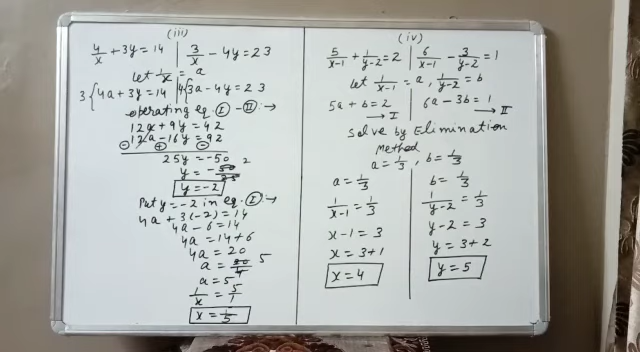 (iii)
4/x + 3y = 14 | 3/x - 4y = 23
Let 1/x = a
3{4a + 3y = 14 | 4{3a - 4y = 23
operating eq. I - II :→
12a + 9y = 42
12a - 16y = 92
(-) (+) (-)
25y = -50 2
y = -50/25
y = -2
Put y = -2 in eq. I :→
4a + 3(-2) = 14
4a - 6 = 14
4a = 14 + 6
4a = 20
a = 20/4 5
a = 5
1/x = 5/1
x = 1/5
(iv)
5/x-1 + 1/y-2 = 2 | 6/x-1 - 3/y-2 = 1
Let 1/x-1 = a, 1/y-2 = b
5a + b = 2 → I | 6a - 3b = 1 → II
Solve by Elimination
Method
a = 1/3, b = 1/3
a = 1/3 | b = 1/3
1/x-1 = 1/3 | 1/y-2 = 1/3
x - 1 = 3 | y - 2 = 3
x = 3 + 1 | y = 3 + 2
x = 4 | y = 5